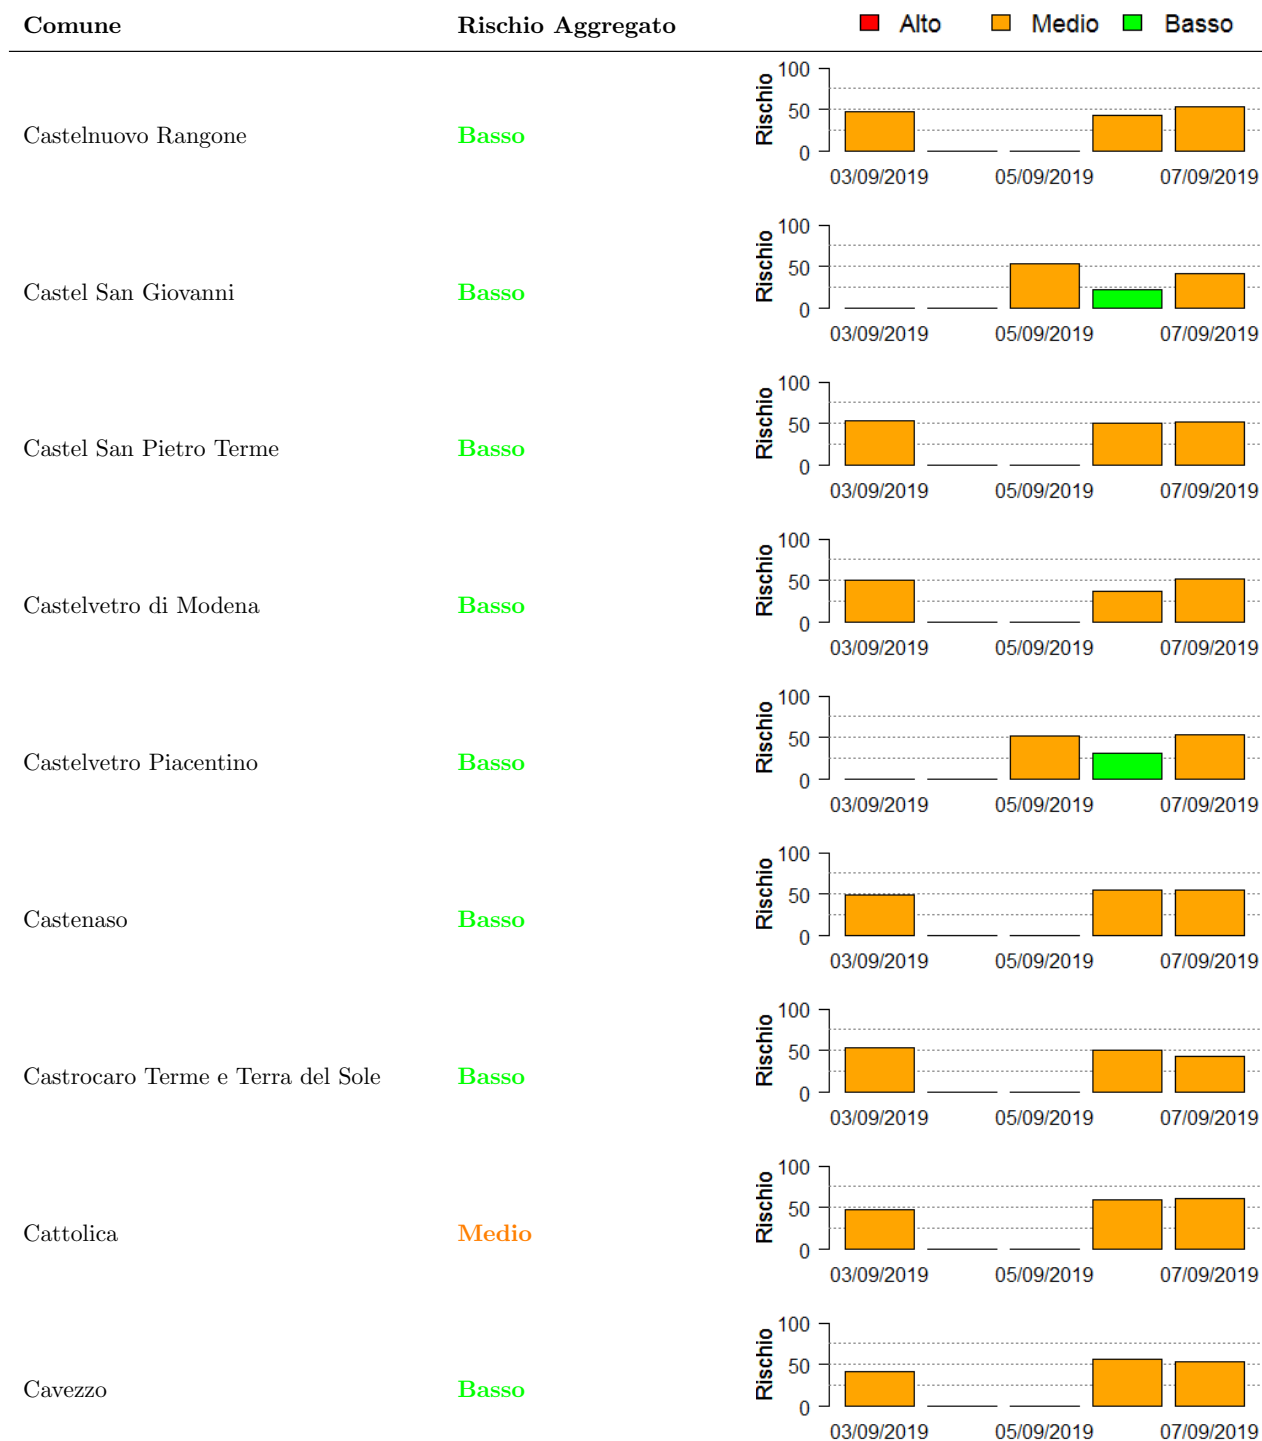 Comune Rischio Aggregato Alto Medio Basso
Castelnuovo Rangone Basso Rischio 100 50 0
03/09/2019 05/09/2019 07/09/2019
Castel San Giovanni Basso Rischio 100 50 0
03/09/2019 05/09/2019 07/09/2019
Castel San Pietro Terme Basso Rischio 100 50 0
03/09/2019 05/09/2019 07/09/2019
Castelvetro di Modena Basso Rischio 100 50 0
03/09/2019 05/09/2019 07/09/2019
Castelvetro Piacentino Basso Rischio 100 50 0
03/09/2019 05/09/2019 07/09/2019
Castenaso Basso Rischio 100 50 0
03/09/2019 05/09/2019 07/09/2019
Castrocaro Terme e Terra del Sole Basso Rischio 100 50 0
03/09/2019 05/09/2019 07/09/2019
Cattolica Medio Rischio 100 50 0
03/09/2019 05/09/2019 07/09/2019
Cavezzo Basso Rischio 100 50 0
03/09/2019 05/09/2019 07/09/2019